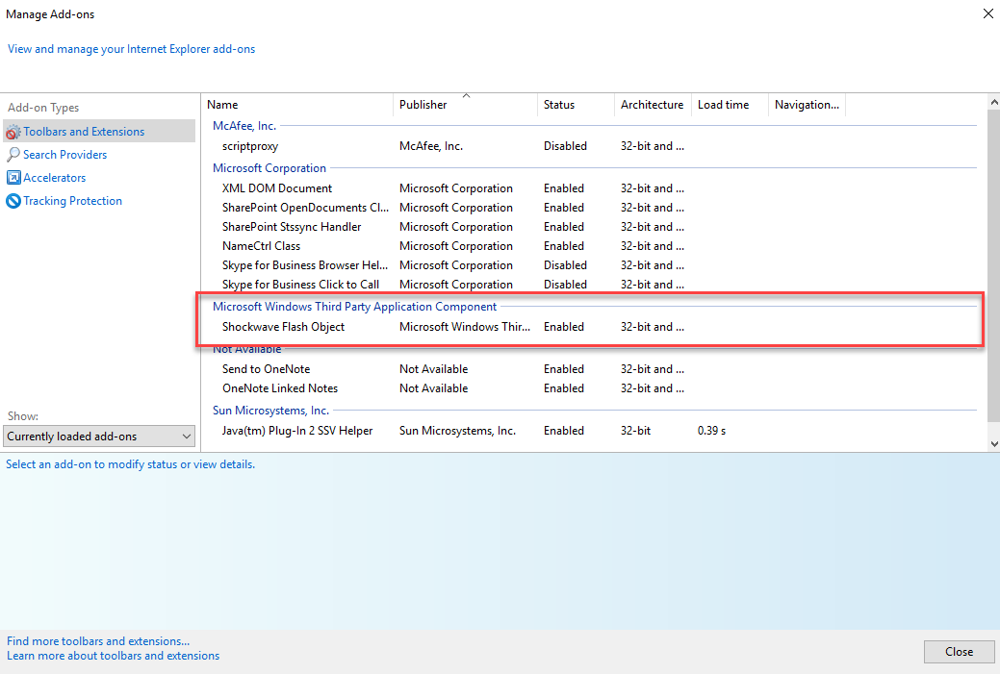 Manage Add-ons
View and manage your Internet Explorer add-ons
Add-on Types
Toolbars and Extensions
Search Providers
Accelerators
Tracking Protection
Show:
Currently loaded add-ons
Name Publisher Status Architecture Load time Navigation...
McAfee, Inc.
scriptproxy McAfee, Inc. Disabled 32-bit and ...
Microsoft Corporation
XML DOM Document Microsoft Corporation Enabled 32-bit and ...
SharePoint OpenDocuments Cl... Microsoft Corporation Enabled 32-bit and ...
SharePoint Stssync Handler Microsoft Corporation Enabled 32-bit and ...
NameCtrl Class Microsoft Corporation Enabled 32-bit and ...
Skype for Business Browser Hel... Microsoft Corporation Disabled 32-bit and ...
Skype for Business Click to Call Microsoft Corporation Disabled 32-bit and ...
Microsoft Windows Third Party Application Component
Shockwave Flash Object Microsoft Windows Thir... Enabled 32-bit and ...
Not Available
Send to OneNote Not Available Enabled 32-bit and ...
OneNote Linked Notes Not Available Enabled 32-bit and ...
Sun Microsystems, Inc.
Java(tm) Plug-In 2 SSV Helper Sun Microsystems, Inc. Enabled 32-bit 0.39 s
Select an add-on to modify status or view details.
Find more toolbars and extensions...
Learn more about toolbars and extensions
Close